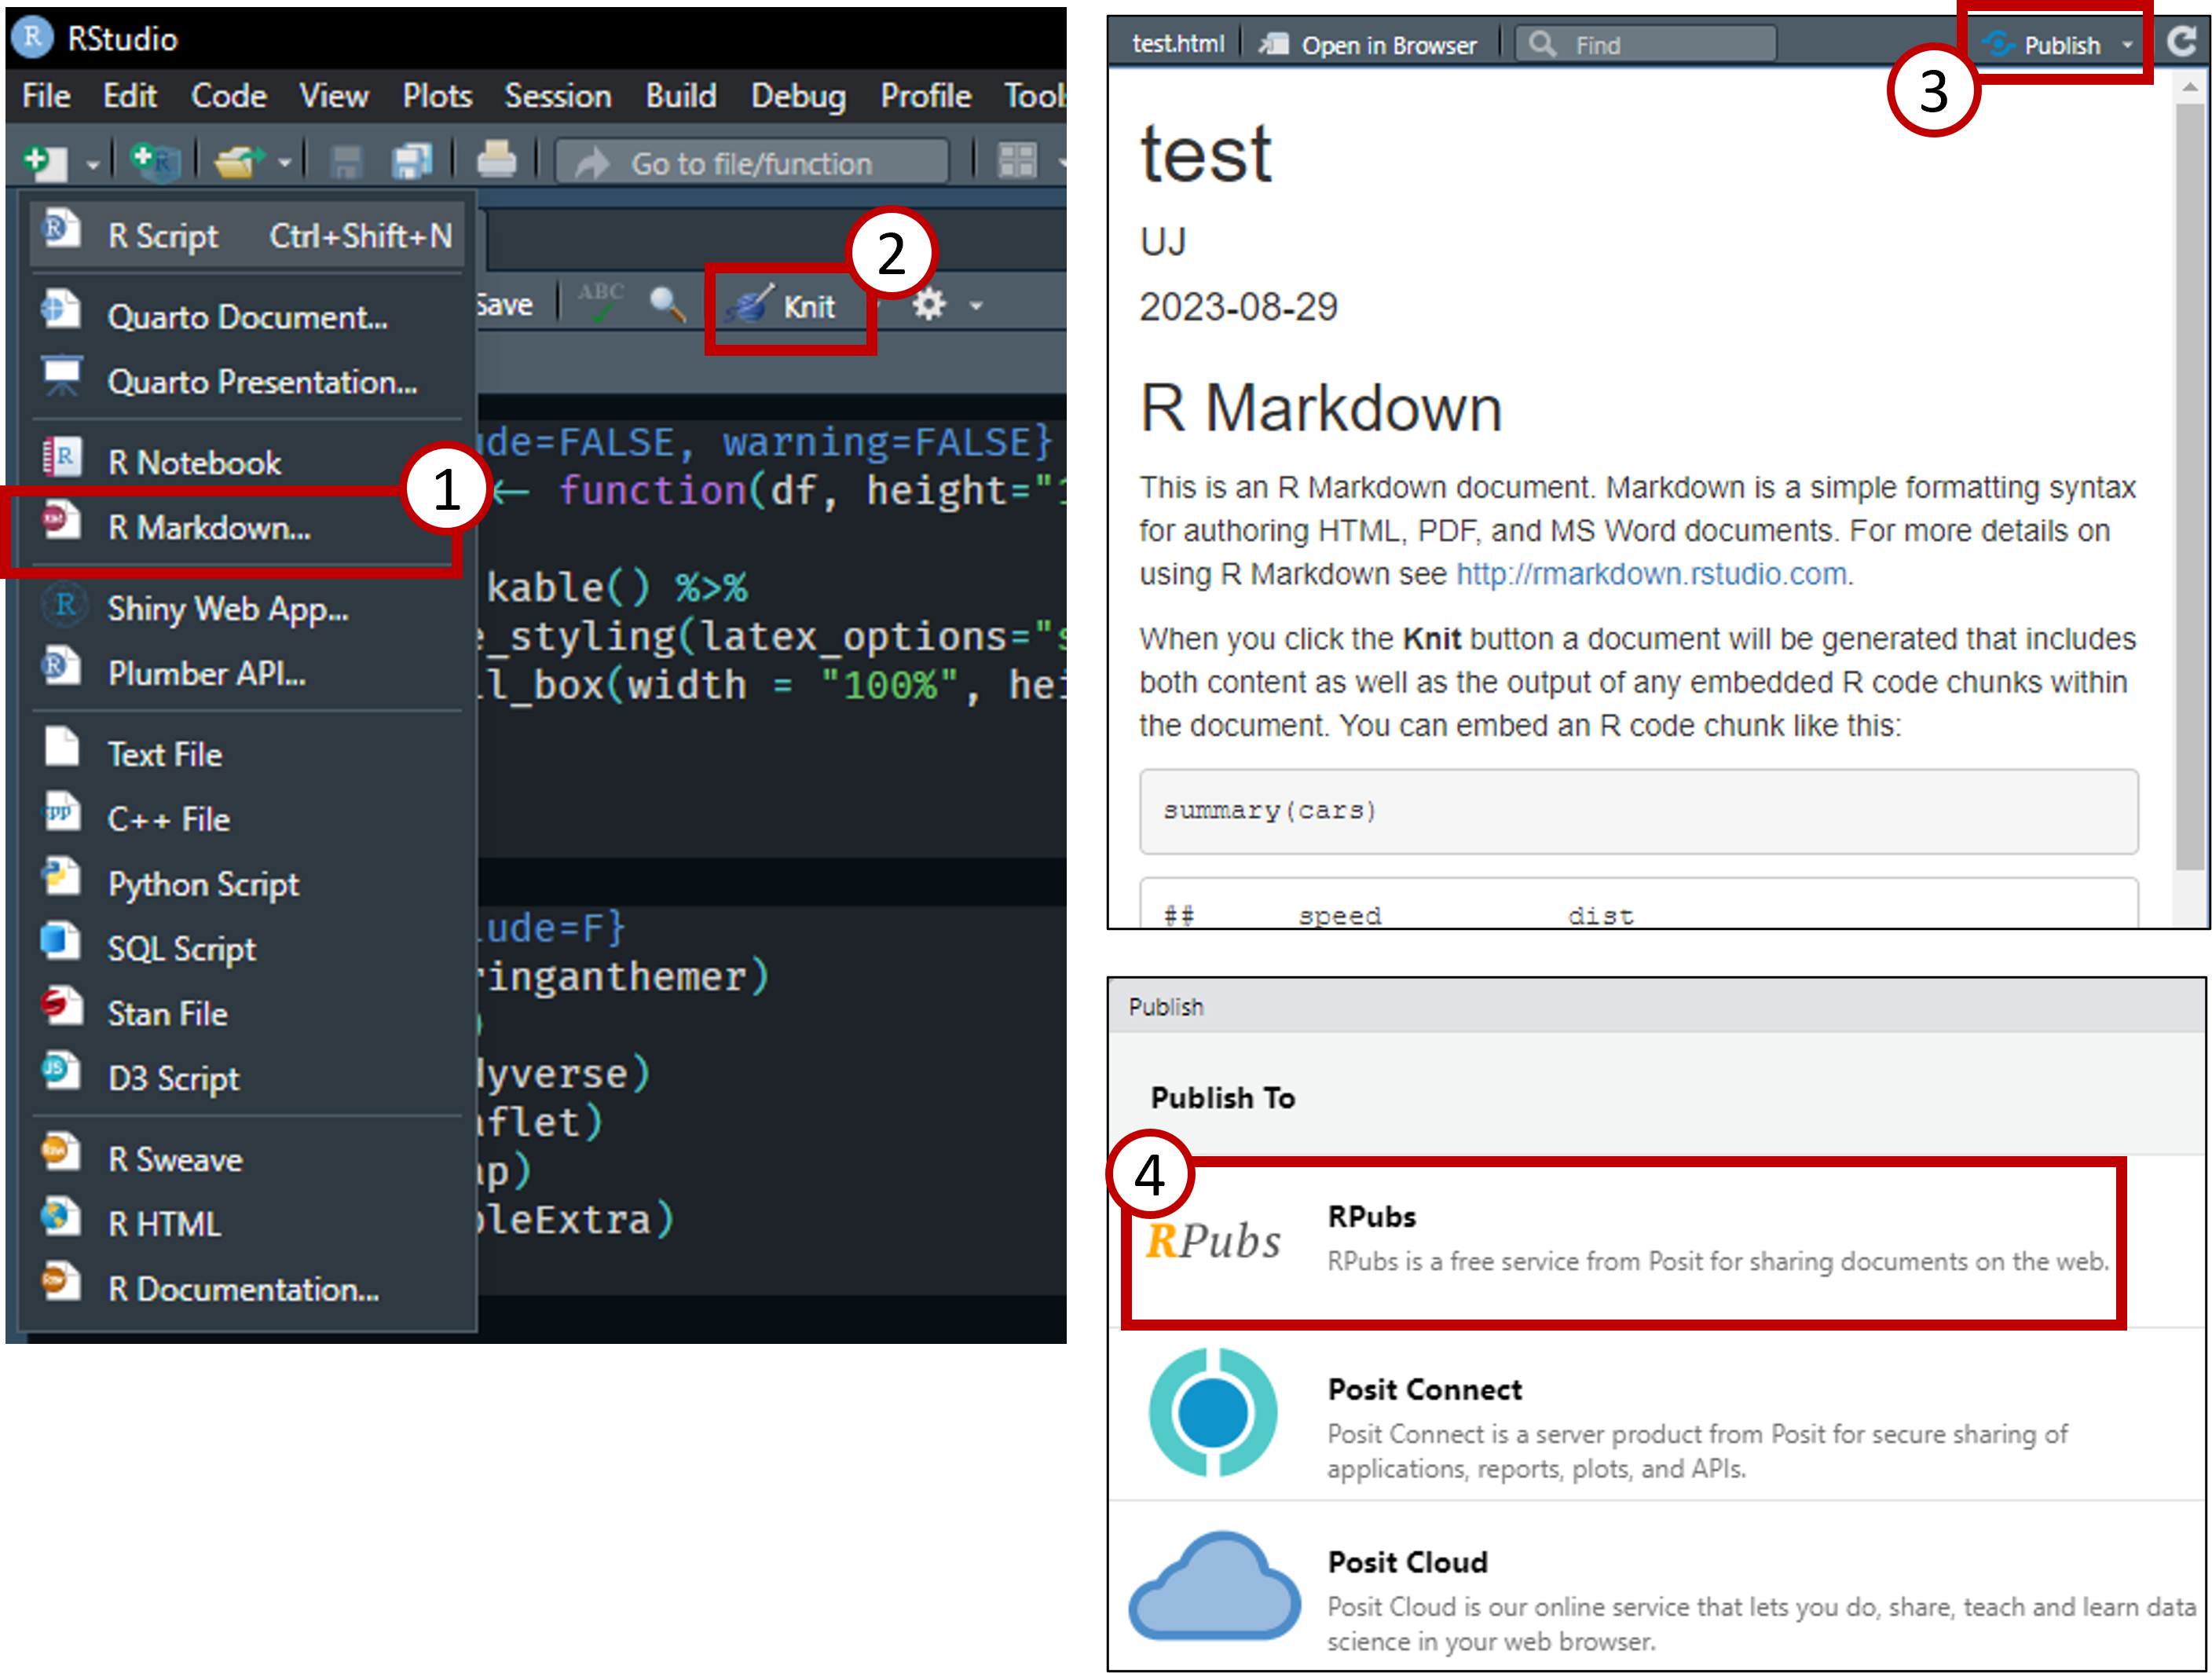 RStudio
File Edit Code View Plots Session Build Debug Profile
Go to file/function
R Script Ctrl+Shift+N
Quarto Document...
Quarto Presentation...
R Notebook
1
R Markdown...
Shiny Web App...
Plumber API...
Text File
C++ File
Python Script
SQL Script
Stan File
D3 Script
R Sweave
R HTML
R Documentation...
2
Save ABC Knit
ude=FALSE, warning=FALSE}
← function(df, height="
kable() %>%
_styling(latex_options="
l_box(width = "100%", hei
ude=F}
ringanthemer)
)
yverse)
flet)
p)
leExtra)
test.html Open in Browser Find Publish
3
test
UJ
2023-08-29
R Markdown
This is an R Markdown document. Markdown is a simple formatting syntax
for authoring HTML, PDF, and MS Word documents. For more details on
using R Markdown see http://rmarkdown.rstudio.com.
When you click the Knit button a document will be generated that includes
both content as well as the output of any embedded R code chunks within
the document. You can embed an R code chunk like this:
summary(cars)
## speed dist
Publish
Publish To
4
RPubs
RPubs
RPubs is a free service from Posit for sharing documents on the web.
Posit Connect
Posit Connect is a server product from Posit for secure sharing of
applications, reports, plots, and APIs.
Posit Cloud
Posit Cloud is our online service that lets you do, share, teach and learn data
science in your web browser.